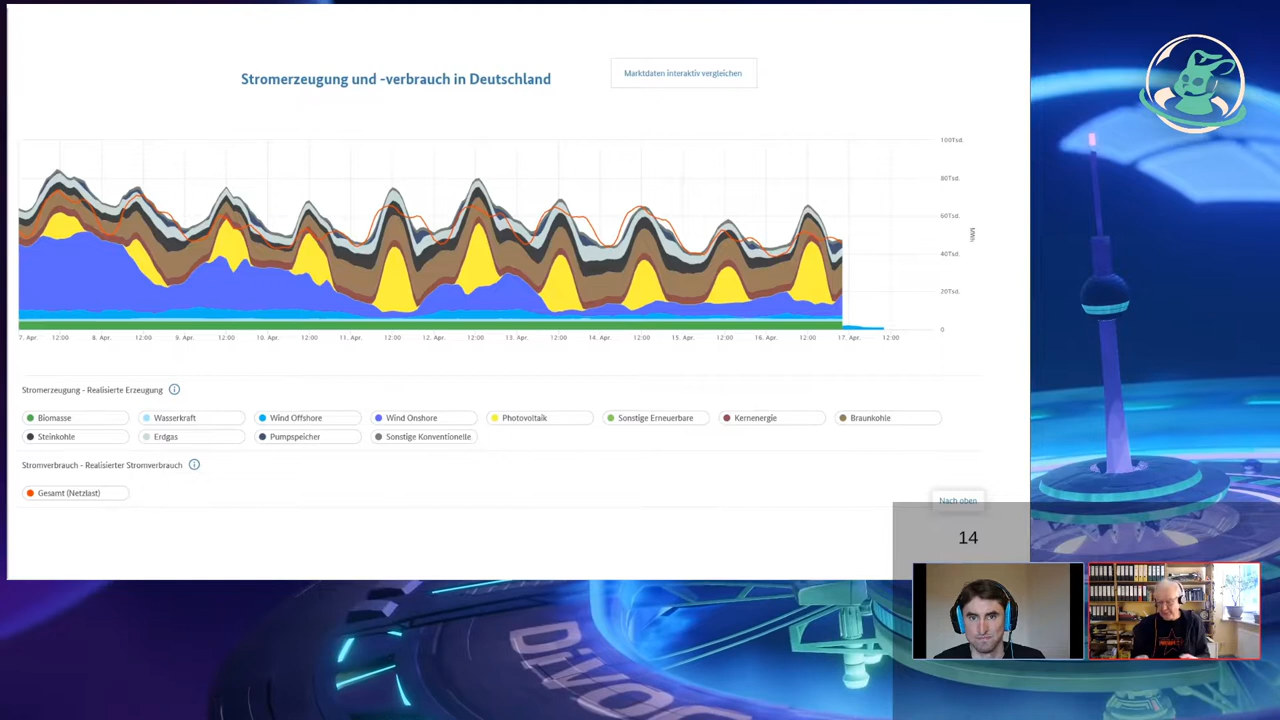 Stromerzeugung und -verbrauch in Deutschland
Marktdaten interaktiv vergleichen
100Tsd.
80Tsd.
60Tsd.
40Tsd.
20Tsd.
0
MWh
7. Apr. 12:00 8. Apr. 12:00 9. Apr. 12:00 10. Apr. 12:00 11. Apr. 12:00 12. Apr. 12:00 13. Apr. 12:00 14. Apr. 12:00 15. Apr. 12:00 16. Apr. 12:00 17. Apr. 12:00
Stromerzeugung - Realisierte Erzeugung
Biomasse Wasserkraft Wind Offshore Wind Onshore Photovoltaik Sonstige Erneuerbare Kernenergie Braunkohle
Steinkohle Erdgas Pumpspeicher Sonstige Konventionelle
Stromverbrauch - Realisierter Stromverbrauch
Gesamt (Netzlast)
Nach oben
14
DiVOC